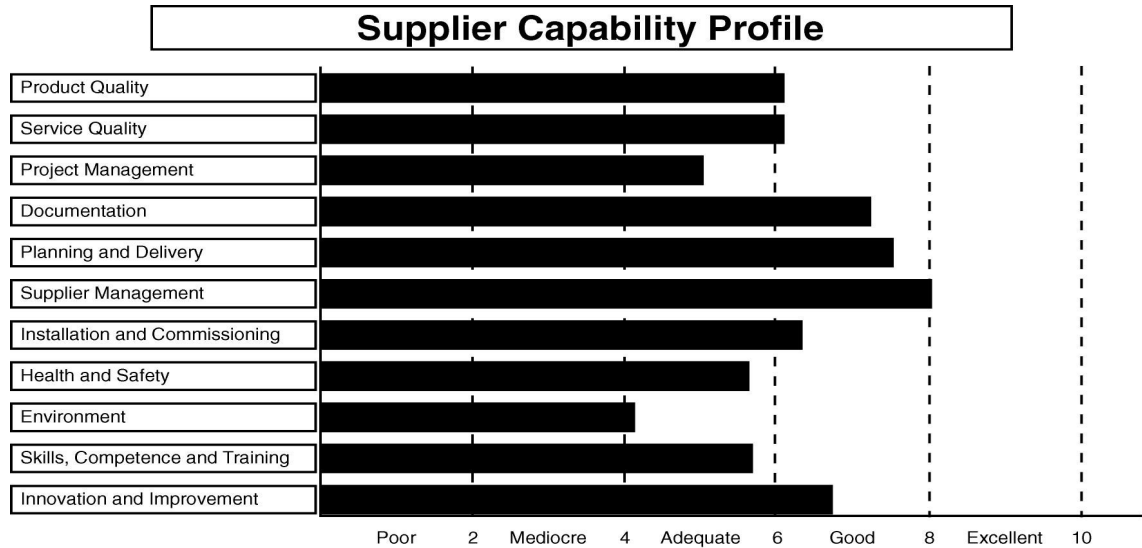 Supplier Capability Profile
Product Quality
Service Quality
Project Management
Documentation
Planning and Delivery
Supplier Management
Installation and Commissioning
Health and Safety
Environment
Skills, Competence and Training
Innovation and Improvement
Poor 2 Mediocre 4 Adequate 6 Good 8 Excellent 10